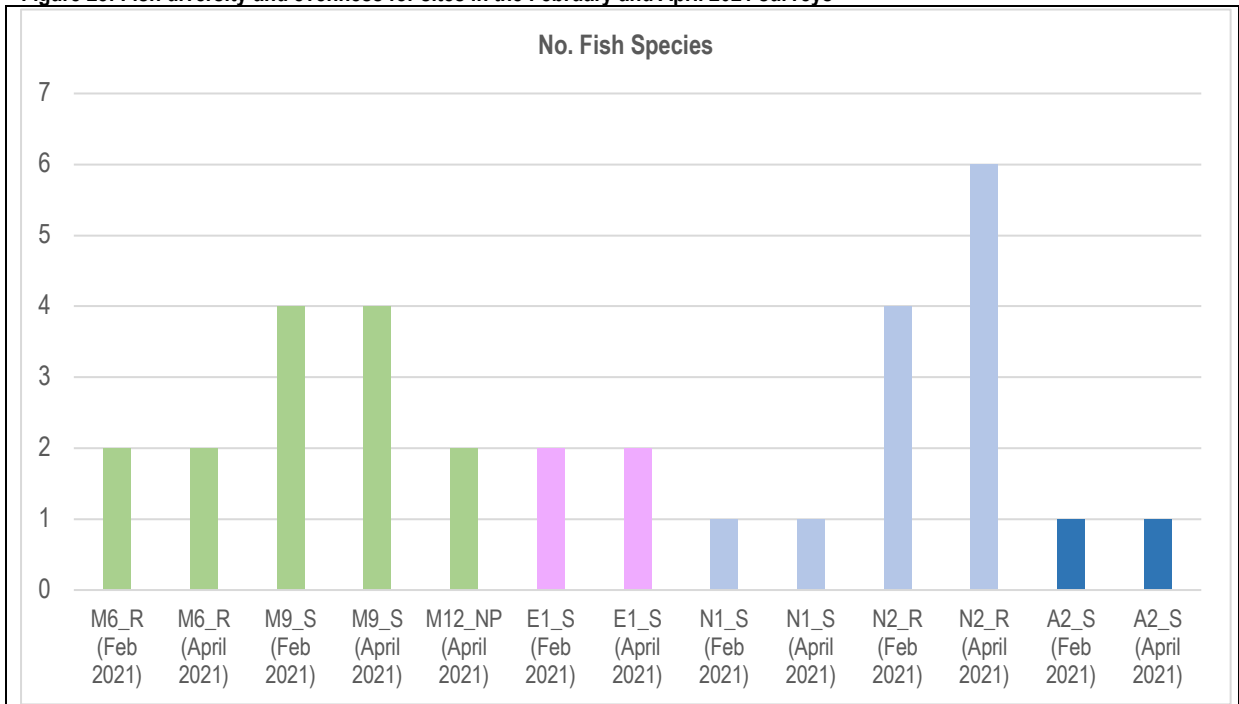 No. Fish Species
7
6
5
4
3
2
1
0
M6_R (Feb 2021)
M6_R (April 2021)
M9_S (Feb 2021)
M9_S (April 2021)
M12_NP (April 2021)
E1_S (Feb 2021)
E1_S (April 2021)
N1_S (Feb 2021)
N1_S (April 2021)
N2_R (Feb 2021)
N2_R (April 2021)
A2_S (Feb 2021)
A2_S (April 2021)